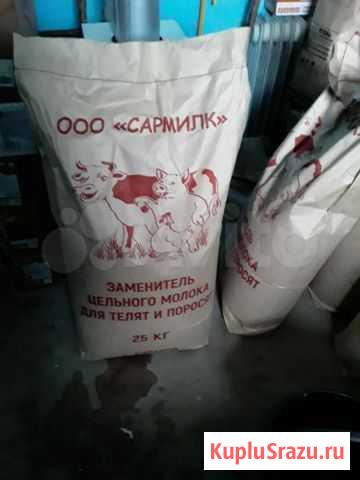 ООО «САРМИЛК»
ЗАМЕНИТЕЛЬ
ЦЕЛЬНОГО МОЛОКА
ДЛЯ ТЕЛЯТ И ПОРОСЯТ
25 КГ
KupluSrazu.ru